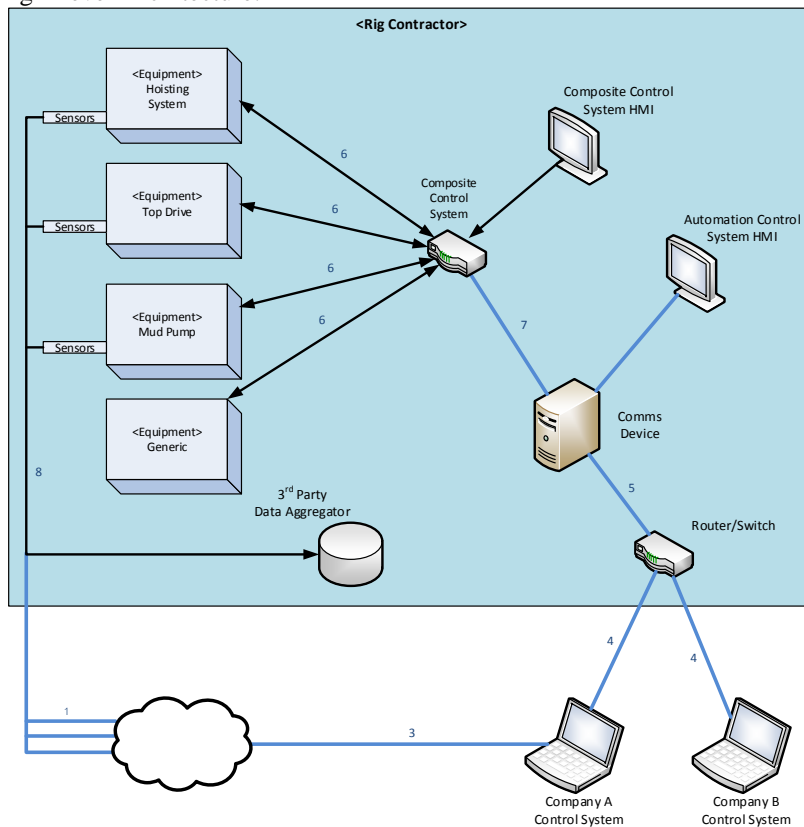 <Rig Contractor>
<Equipment>
Hoisting
System
Sensors
Composite Control
System HMI
6
Composite
Control
System
<Equipment>
Top Drive
Sensors
6
Automation Control
System HMI
6
<Equipment>
Mud Pump
Sensors
6
7
<Equipment>
Generic
Comms
Device
8
5
3rd Party
Data Aggregator
Router/Switch
4
4
1
3
Company A
Control System
Company B
Control System